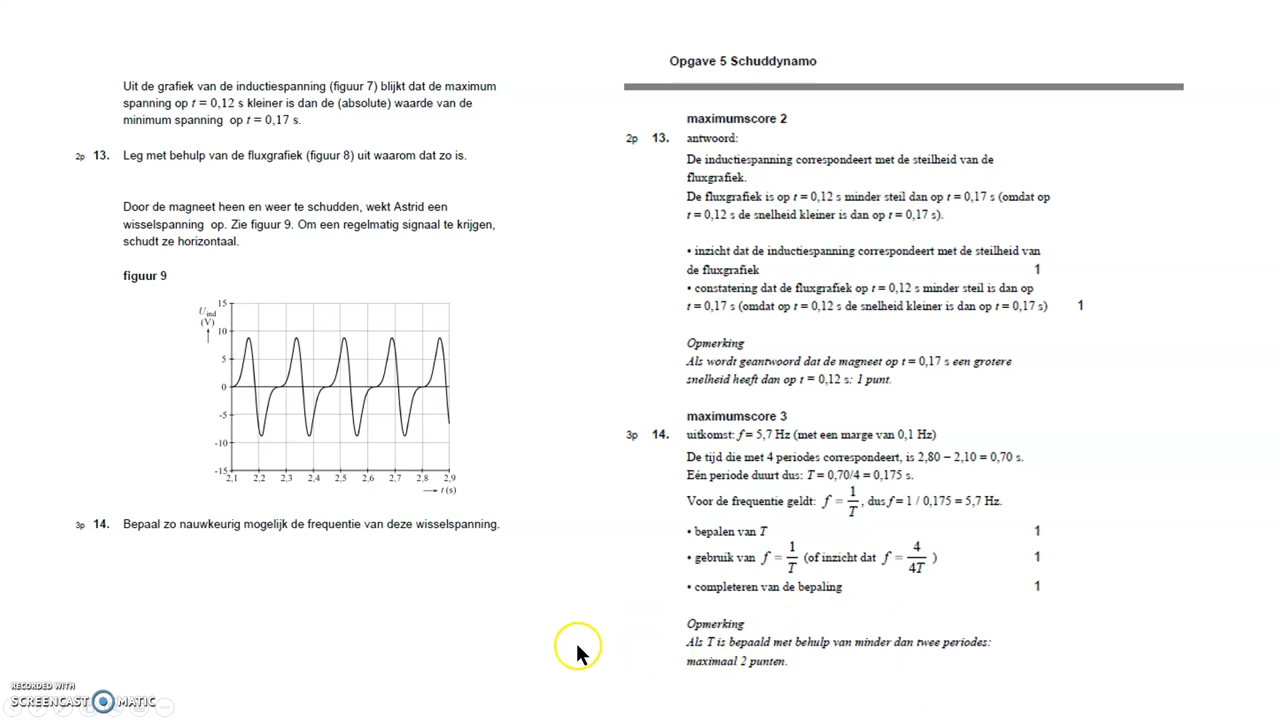 Uit de grafiek van de inductiespanning (figuur 7) blijkt dat de maximum
spanning op t = 0,12 s kleiner is dan de (absolute) waarde van de
minimum spanning op t = 0,17 s.
2p 13. Leg met behulp van de fluxgrafiek (figuur 8) uit waarom dat zo is.
Door de magneet heen en weer te schudden, wekt Astrid een
wisselspanning op. Zie figuur 9. Om een regelmatig signaal te krijgen,
schudt ze horizontaal.
figuur 9
Uind
(V)
15
10
5
0
-5
-10
-15
2,1 2,2 2,3 2,4 2,5 2,6 2,7 2,8 2,9
t (s)
3p 14. Bepaal zo nauwkeurig mogelijk de frequentie van deze wisselspanning.
Opgave 5 Schuddynamo
maximumscore 2
2p 13. antwoord:
De inductiespanning correspondeert met de steilheid van de
fluxgrafiek.
De fluxgrafiek is op t = 0,12 s minder steil dan op t = 0,17 s (omdat op
t = 0,12 s de snelheid kleiner is dan op t = 0,17 s).
• inzicht dat de inductiespanning correspondeert met de steilheid van
de fluxgrafiek 1
• constatering dat de fluxgrafiek op t = 0,12 s minder steil is dan op
t = 0,17 s (omdat op t = 0,12 s de snelheid kleiner is dan op t = 0,17 s) 1
Opmerking
Als wordt geantwoord dat de magneet op t = 0,17 s een grotere
snelheid heeft dan op t = 0,12 s: 1 punt.
maximumscore 3
3p 14. uitkomst: f = 5,7 Hz (met een marge van 0,1 Hz)
De tijd die met 4 periodes correspondeert, is 2,80 − 2,10 = 0,70 s.
Eén periode duurt dus: T = 0,70/4 = 0,175 s.
Voor de frequentie geldt: f = 1/T, dus f = 1 / 0,175 = 5,7 Hz.
• bepalen van T 1
• gebruik van f = 1/T (of inzicht dat f = 4/4T ) 1
• completeren van de bepaling 1
Opmerking
Als T is bepaald met behulp van minder dan twee periodes:
maximaal 2 punten.
RECORDED WITH
SCREENCAST MATIC